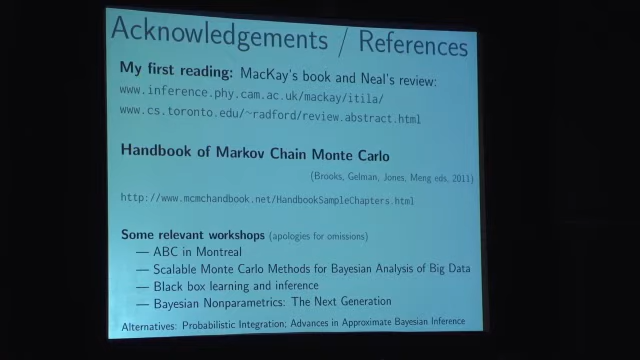 Acknowledgements / References
My first reading: MacKay's book and Neal's review:
www.inference.phy.cam.ac.uk/mackay/itila/
www.cs.toronto.edu/~radford/review.abstract.html
Handbook of Markov Chain Monte Carlo
(Brooks, Gelman, Jones, Meng eds, 2011)
http://www.mcmchandbook.net/HandbookSampleChapters.html
Some relevant workshops (apologies for omissions)
— ABC in Montreal
— Scalable Monte Carlo Methods for Bayesian Analysis of Big Data
— Black box learning and inference
— Bayesian Nonparametrics: The Next Generation
Alternatives: Probabilistic Integration; Advances in Approximate Bayesian Inference